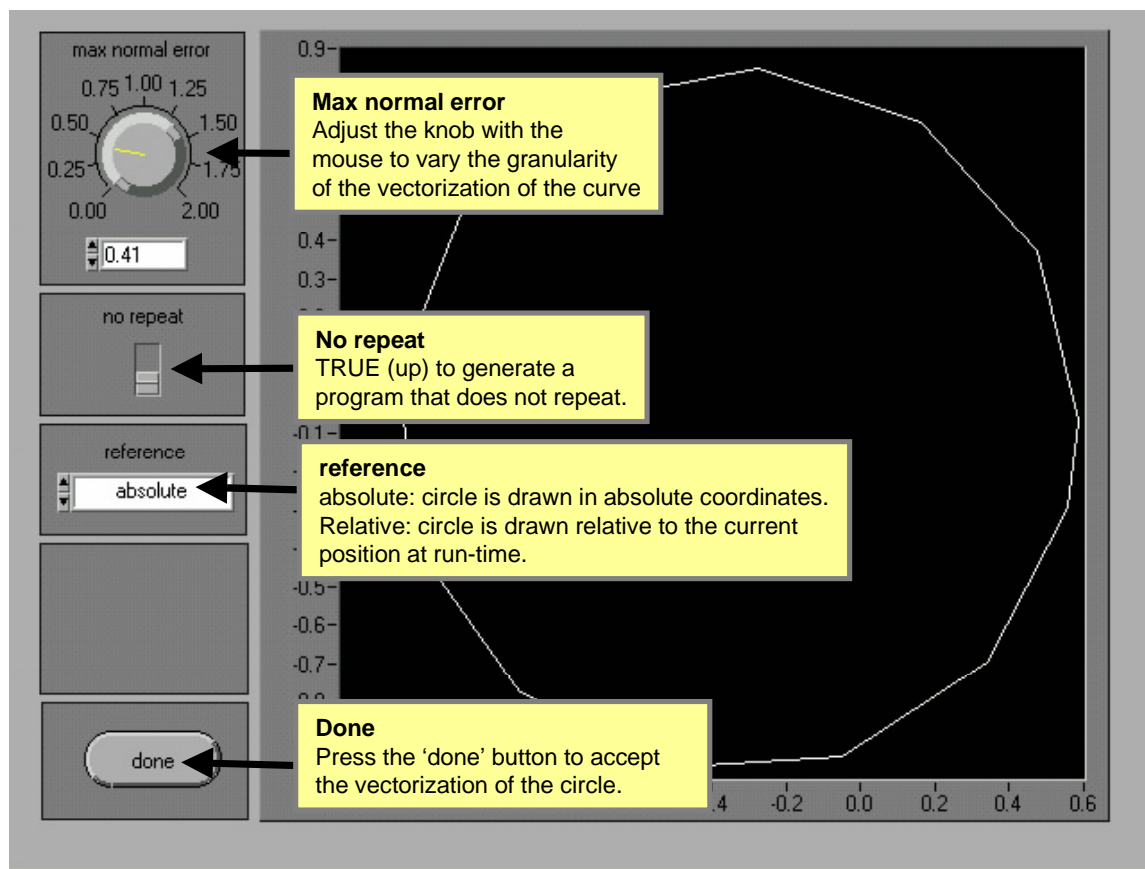 max normal error
0.75 1.00 1.25
0.50 1.50
0.25 1.75
0.00 2.00
0.41
no repeat
reference
absolute
done
0.9
Max normal error
Adjust the knob with the
mouse to vary the granularity
of the vectorization of the curve
0.4
0.3
No repeat
TRUE (up) to generate a
program that does not repeat.
-0.1
reference
absolute: circle is drawn in absolute coordinates.
Relative: circle is drawn relative to the current
position at run-time.
-0.5
-0.6
-0.7
Done
Press the ‘done’ button to accept
the vectorization of the circle.
.4 -0.2 0.0 0.2 0.4 0.6